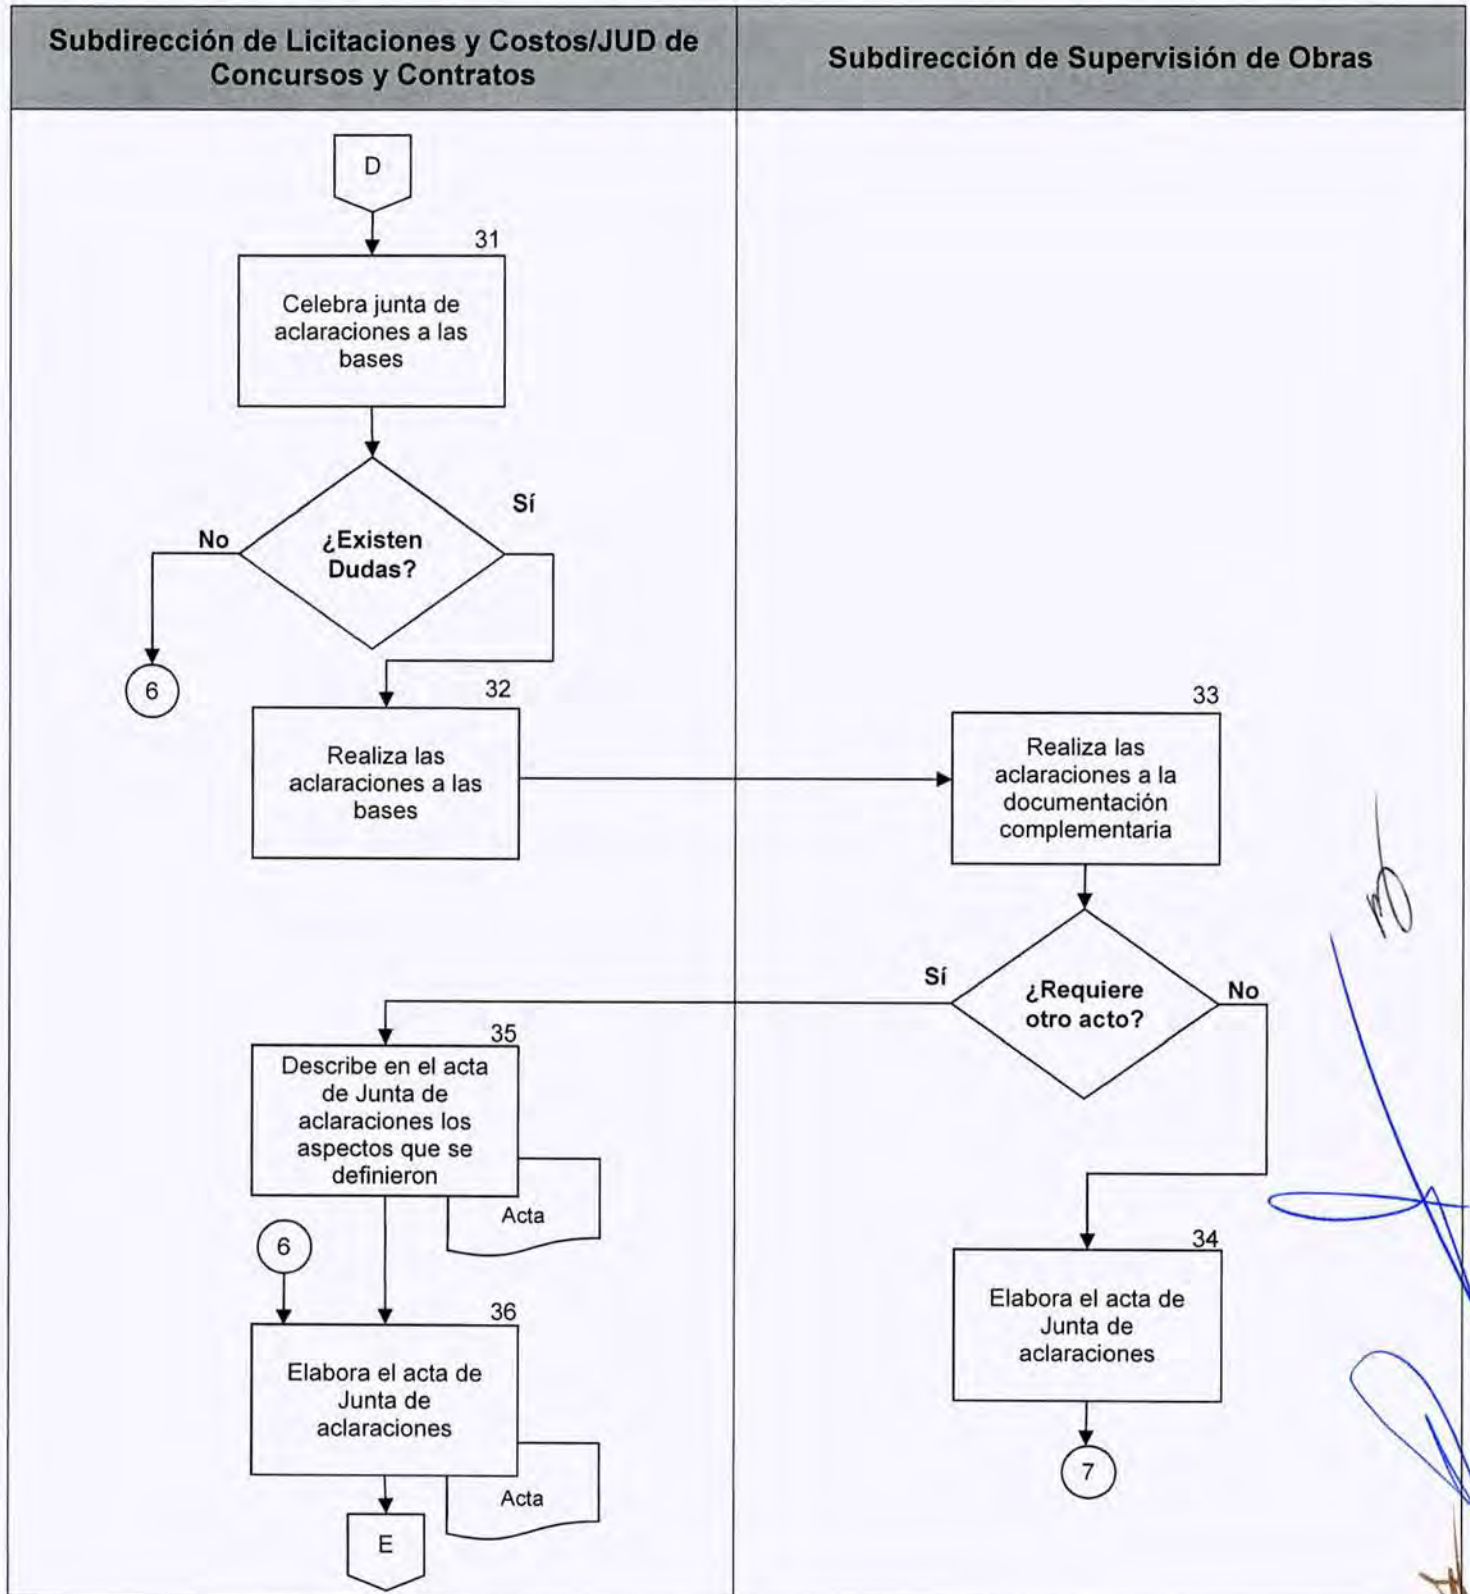 Subdirección de Licitaciones y Costos/JUD de
Concursos y Contratos
Subdirección de Supervisión de Obras
D
31
Celebra junta de
aclaraciones a las
bases
Sí
No
¿Existen
Dudas?
6
32
Realiza las
aclaraciones a las
bases
33
Realiza las
aclaraciones a la
documentación
complementaria
Sí
¿Requiere
otro acto?
No
35
Describe en el acta
de Junta de
aclaraciones los
aspectos que se
definieron
Acta
34
Elabora el acta de
Junta de
aclaraciones
7
6
36
Elabora el acta de
Junta de
aclaraciones
Acta
E